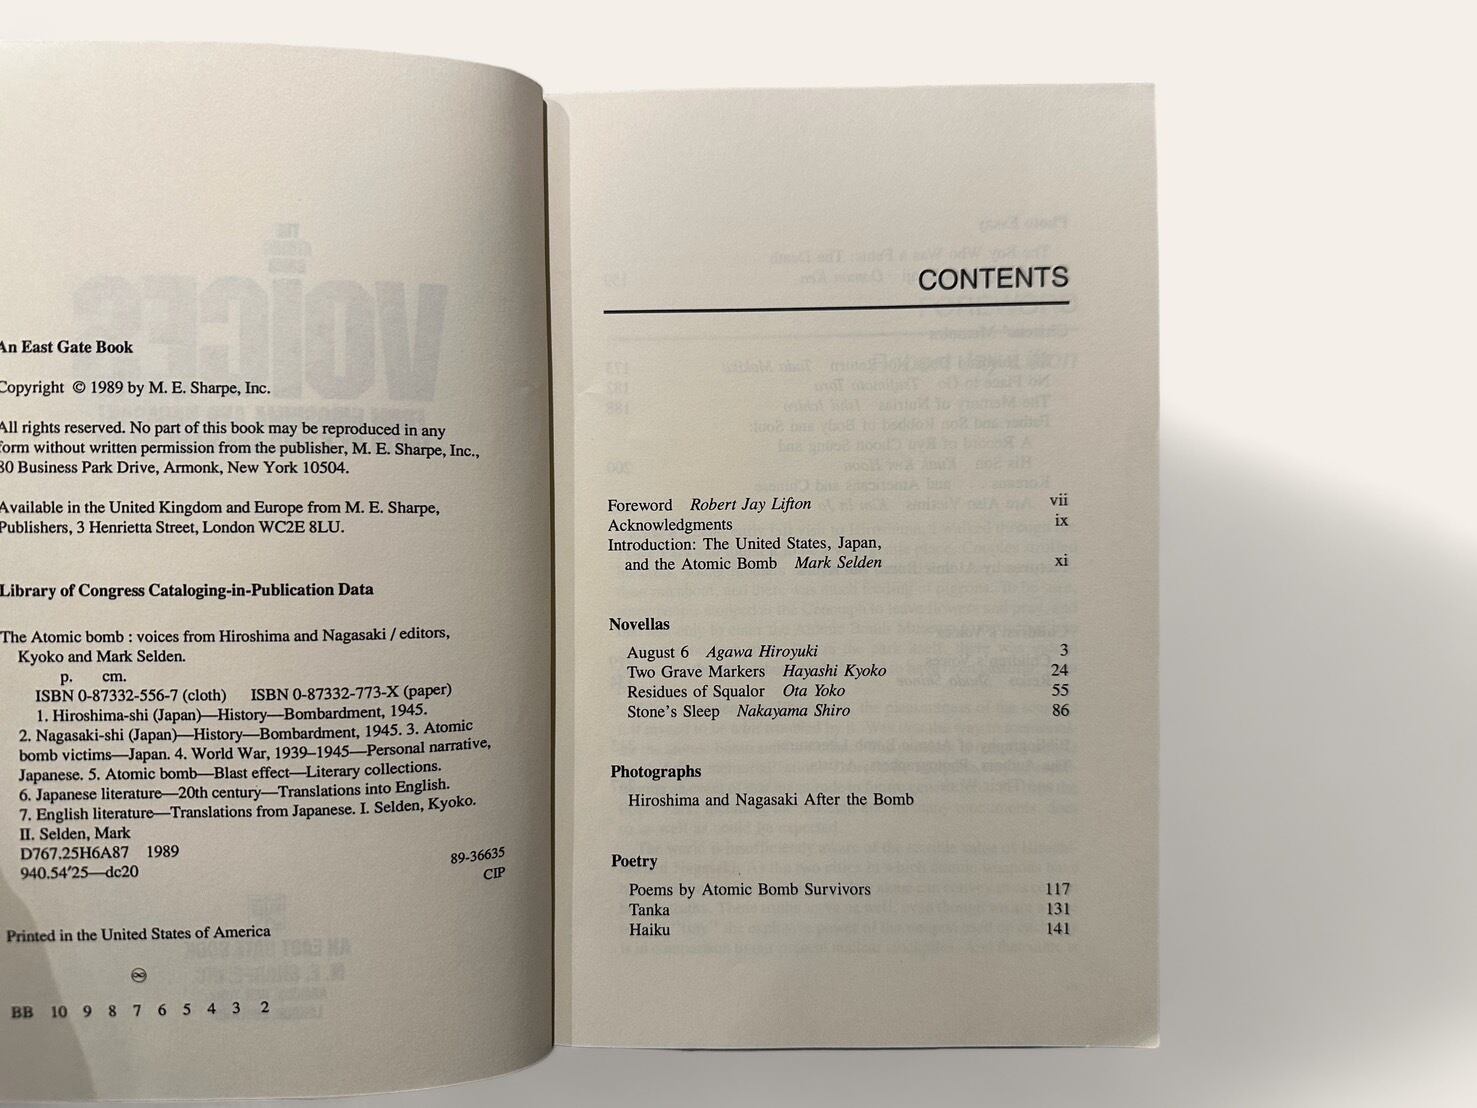 An East Gate Book
Copyright © 1989 by M. E. Sharpe, Inc.
All rights reserved. No part of this book may be reproduced in any
form without written permission from the publisher, M. E. Sharpe, Inc.,
80 Business Park Drive, Armonk, New York 10504.
Available in the United Kingdom and Europe from M. E. Sharpe,
Publishers, 3 Henrietta Street, London WC2E 8LU.
Library of Congress Cataloging-in-Publication Data
The Atomic bomb : voices from Hiroshima and Nagasaki / editors,
Kyoko and Mark Selden.
p. cm.
ISBN 0-87332-556-7 (cloth) ISBN 0-87332-773-X (paper)
1. Hiroshima-shi (Japan)—History—Bombardment, 1945.
2. Nagasaki-shi (Japan)—History—Bombardment, 1945. 3. Atomic
bomb victims—Japan. 4. World War, 1939–1945—Personal narrative,
Japanese. 5. Atomic bomb—Blast effect—Literary collections.
6. Japanese literature—20th century—Translations into English.
7. English literature—Translations from Japanese. I. Selden, Kyoko.
II. Selden, Mark
D767.25H6A87 1989
940.54′25—dc20
89-36635
CIP
Printed in the United States of America
BB 10 9 8 7 6 5 4 3 2
CONTENTS
Foreword Robert Jay Lifton vii
Acknowledgments ix
Introduction: The United States, Japan,
and the Atomic Bomb Mark Selden xi
Novellas
August 6 Agawa Hiroyuki 3
Two Grave Markers Hayashi Kyoko 24
Residues of Squalor Ota Yoko 55
Stone's Sleep Nakayama Shiro 86
Photographs
Hiroshima and Nagasaki After the Bomb
Poetry
Poems by Atomic Bomb Survivors 117
Tanka 131
Haiku 141